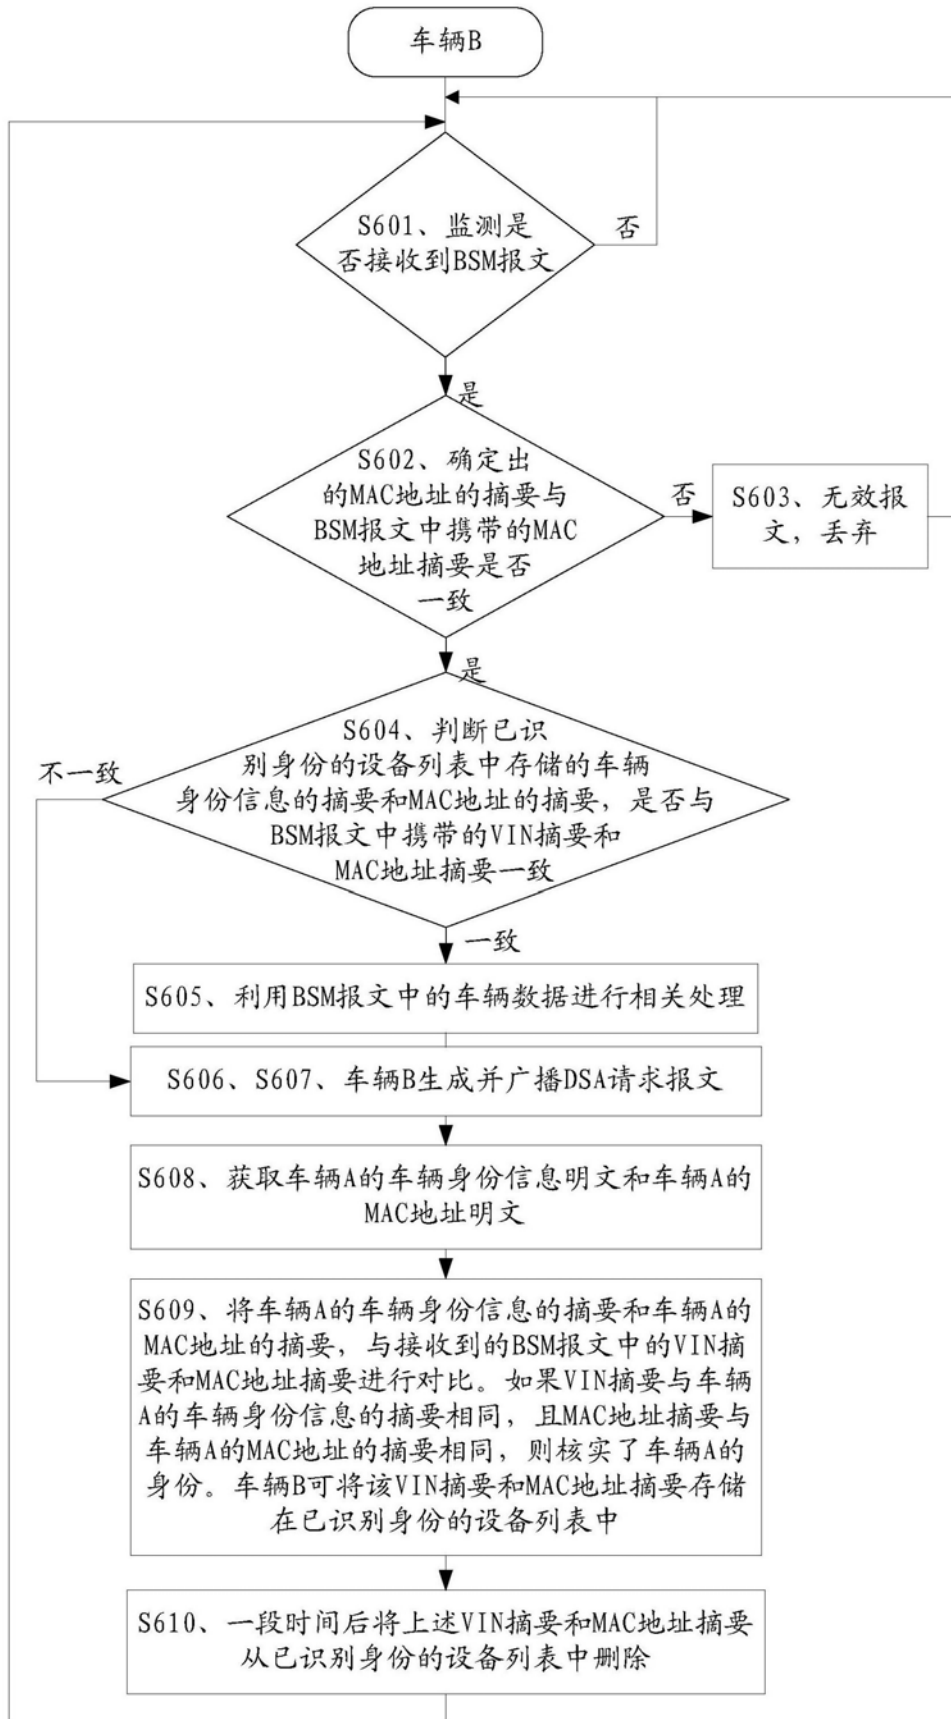 车辆B
S601、监测是
否接收到BSM报文
否
是
S602、确定出
的MAC地址的摘要与
BSM报文中携带的MAC
地址摘要是否
一致
否
S603、无效报
文，丢弃
是
S604、判断已识
别身份的设备列表中存储的车辆
身份信息的摘要和MAC地址的摘要，是否与
BSM报文中携带的VIN摘要和
MAC地址摘要一致
不一致
一致
S605、利用BSM报文中的车辆数据进行相关处理
S606、S607、车辆B生成并广播DSA请求报文
S608、获取车辆A的车辆身份信息明文和车辆A的
MAC地址明文
S609、将车辆A的车辆身份信息的摘要和车辆A的
MAC地址的摘要，与接收到的BSM报文中的VIN摘
要和MAC地址摘要进行对比。如果VIN摘要与车辆
A的车辆身份信息的摘要相同，且MAC地址摘要与
车辆A的MAC地址的摘要相同，则核实了车辆A的
身份。车辆B可将该VIN摘要和MAC地址摘要存储
在已识别身份的设备列表中
S610、一段时间后将上述VIN摘要和MAC地址摘要
从已识别身份的设备列表中删除